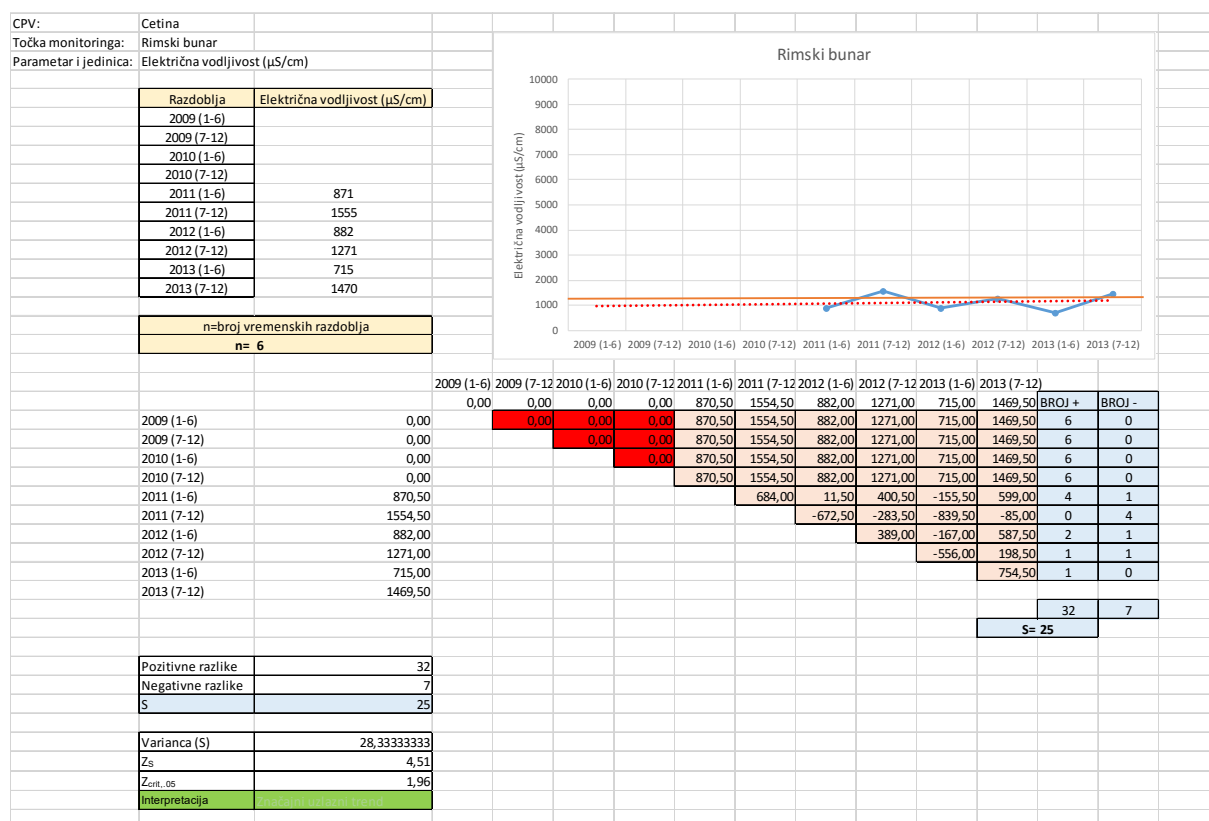 CPV: Cetina
Točka monitoringa: Rimski bunar
Parametar i jedinica: Električna vodljivost (µS/cm)
Razdoblja Električna vodljivost (µS/cm)
2009 (1-6)
2009 (7-12)
2010 (1-6)
2010 (7-12)
2011 (1-6) 871
2011 (7-12) 1555
2012 (1-6) 882
2012 (7-12) 1271
2013 (1-6) 715
2013 (7-12) 1470
n=broj vremenskih razdoblja
n= 6
Rimski bunar
Električna vodljivost (µS/cm)
10000
9000
8000
7000
6000
5000
4000
3000
2000
1000
0
2009 (1-6) 2009 (7-12) 2010 (1-6) 2010 (7-12) 2011 (1-6) 2011 (7-12) 2012 (1-6) 2012 (7-12) 2013 (1-6) 2013 (7-12)
2009 (1-6) 2009 (7-12 2010 (1-6) 2010 (7-12 2011 (1-6) 2011 (7-12 2012 (1-6) 2012 (7-12 2013 (1-6) 2013 (7-12)
0,00 0,00 0,00 0,00 870,50 1554,50 882,00 1271,00 715,00 1469,50 BROJ + BROJ -
2009 (1-6) 0,00 0,00 0,00 0,00 870,50 1554,50 882,00 1271,00 715,00 1469,50 6 0
2009 (7-12) 0,00 0,00 0,00 870,50 1554,50 882,00 1271,00 715,00 1469,50 6 0
2010 (1-6) 0,00 0,00 870,50 1554,50 882,00 1271,00 715,00 1469,50 6 0
2010 (7-12) 0,00 870,50 1554,50 882,00 1271,00 715,00 1469,50 6 0
2011 (1-6) 870,50 684,00 11,50 400,50 -155,50 599,00 4 1
2011 (7-12) 1554,50 -672,50 -283,50 -839,50 -85,00 0 4
2012 (1-6) 882,00 389,00 -167,00 587,50 2 1
2012 (7-12) 1271,00 -556,00 198,50 1 1
2013 (1-6) 715,00 754,50 1 0
2013 (7-12) 1469,50
32 7
S= 25
Pozitivne razlike 32
Negativne razlike 7
S 25
Varianca (S) 28,33333333
Zs 4,51
Zcrit,.05 1,96
Interpretacija Značajni uzlazni trend